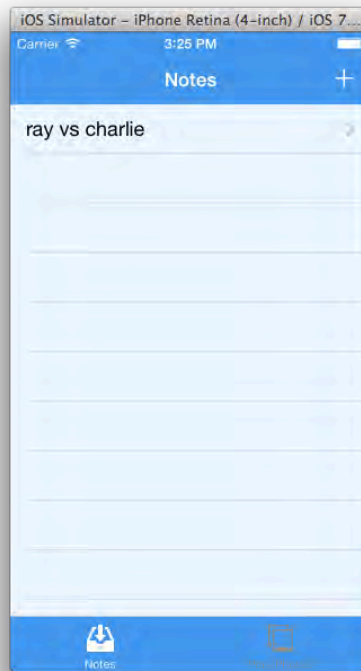 iOS Simulator – iPhone Retina (4-inch) / iOS 7....
Carrier 3:25 PM
Notes
ray vs charlie
Notes